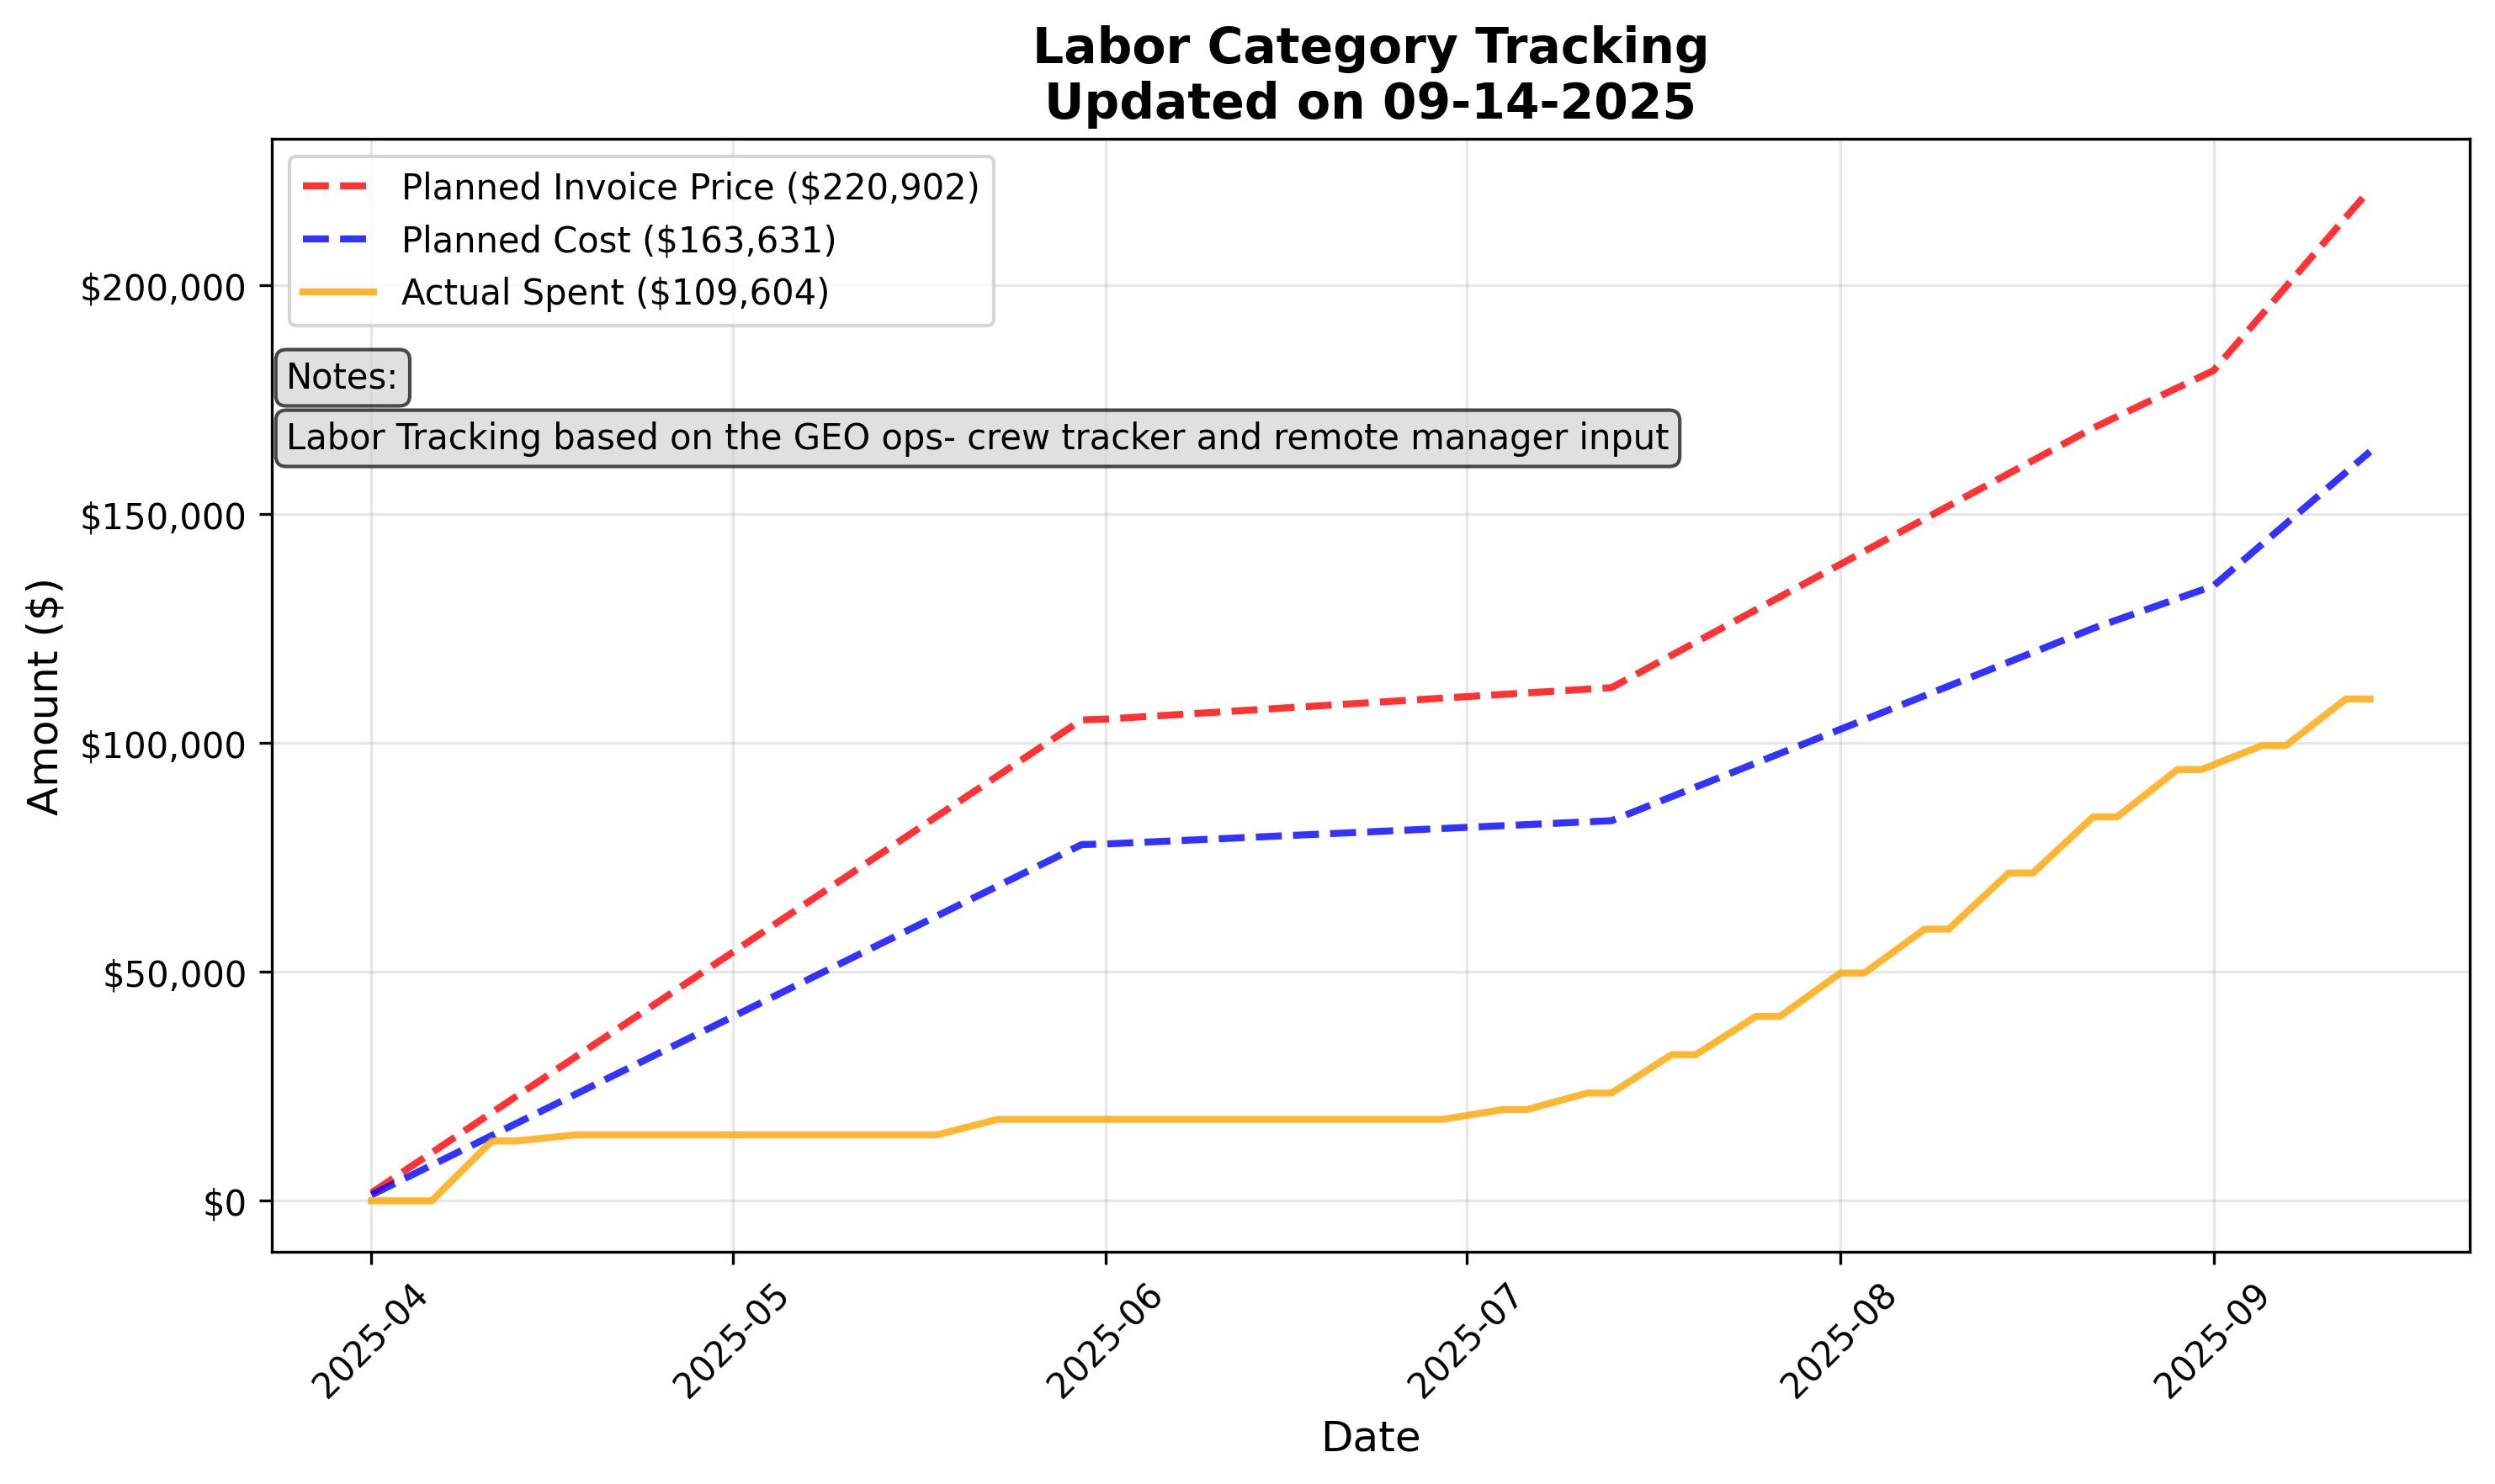 Labor Category Tracking
Updated on 09-14-2025
Planned Invoice Price ($220,902)
Planned Cost ($163,631)
Actual Spent ($109,604)
Notes:
Labor Tracking based on the GEO ops- crew tracker and remote manager input
Amount ($)
$200,000
$150,000
$100,000
$50,000
$0
2025-04
2025-05
2025-06
2025-07
2025-08
2025-09
Date